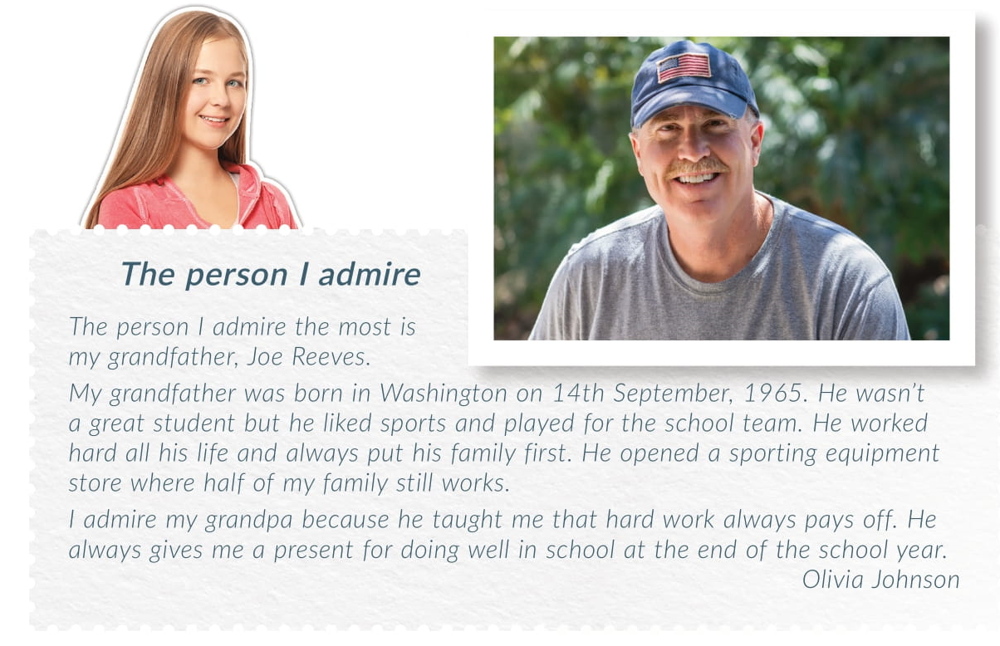 The person I admire
The person I admire the most is
my grandfather, Joe Reeves.
My grandfather was born in Washington on 14th September, 1965. He wasn't
a great student but he liked sports and played for the school team. He worked
hard all his life and always put his family first. He opened a sporting equipment
store where half of my family still works.
I admire my grandpa because he taught me that hard work always pays off. He
always gives me a present for doing well in school at the end of the school year.
Olivia Johnson